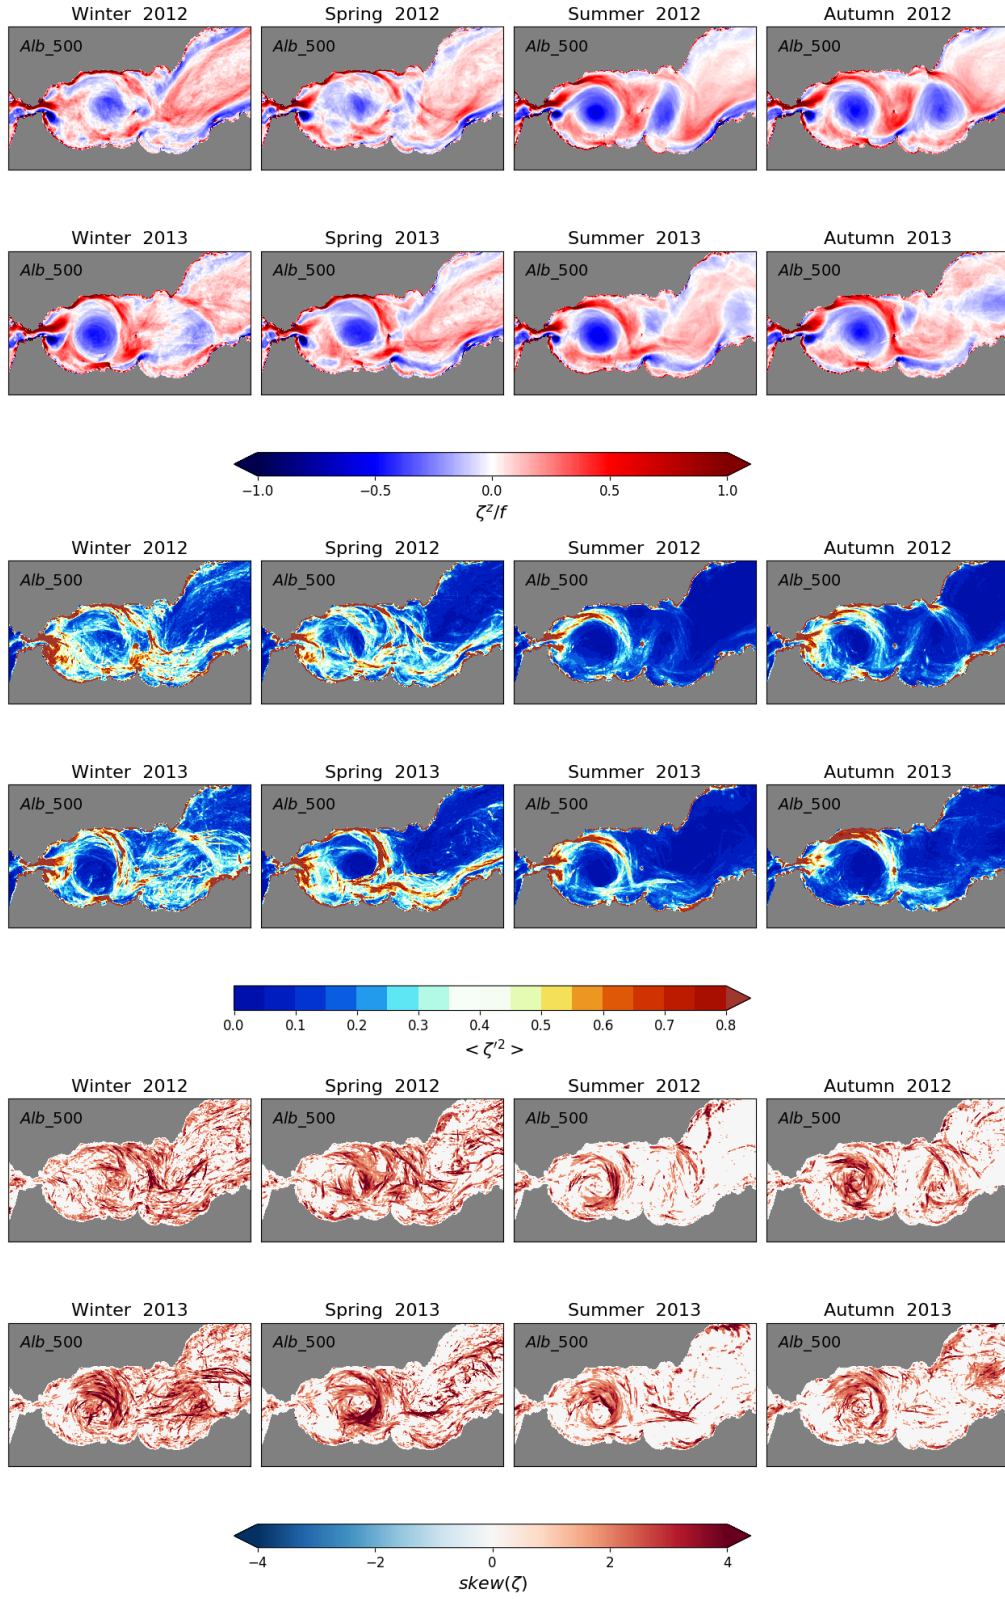 Winter 2012 Spring 2012 Summer 2012 Autumn 2012
Alb_500 Alb_500 Alb_500 Alb_500
Winter 2013 Spring 2013 Summer 2013 Autumn 2013
Alb_500 Alb_500 Alb_500 Alb_500
−1.0 −0.5 0.0 0.5 1.0
ζ^z/f
Winter 2012 Spring 2012 Summer 2012 Autumn 2012
Alb_500 Alb_500 Alb_500 Alb_500
Winter 2013 Spring 2013 Summer 2013 Autumn 2013
Alb_500 Alb_500 Alb_500 Alb_500
0.0 0.1 0.2 0.3 0.4 0.5 0.6 0.7 0.8
< ζ′² >
Winter 2012 Spring 2012 Summer 2012 Autumn 2012
Alb_500 Alb_500 Alb_500 Alb_500
Winter 2013 Spring 2013 Summer 2013 Autumn 2013
Alb_500 Alb_500 Alb_500 Alb_500
−4 −2 0 2 4
skew(ζ)